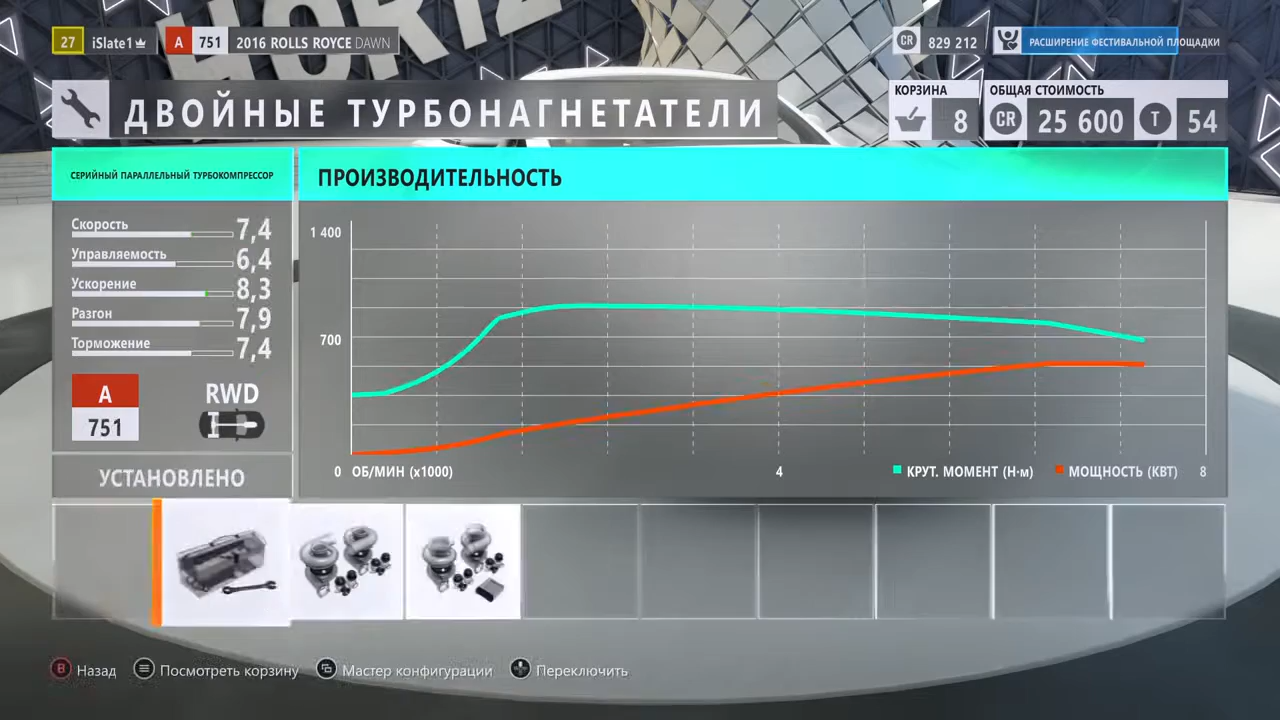 HORIZ
27 iSlate1 A 751 2016 ROLLS ROYCE DAWN
CR 829 212 РАСШИРЕНИЕ ФЕСТИВАЛЬНОЙ ПЛОЩАДКИ
ДВОЙНЫЕ ТУРБОНАГНЕТАТЕЛИ
КОРЗИНА
8
ОБЩАЯ СТОИМОСТЬ
CR 25 600 T 54
СЕРИЙНЫЙ ПАРАЛЛЕЛЬНЫЙ ТУРБОКОМПРЕССОР
Скорость 7,4
Управляемость 6,4
Ускорение 8,3
Разгон 7,9
Торможение 7,4
A
751
RWD
УСТАНОВЛЕНО
ПРОИЗВОДИТЕЛЬНОСТЬ
1 400
700
0 ОБ/МИН (x1000) 4 КРУТ. МОМЕНТ (Н·м) МОЩНОСТЬ (КВТ) 8
B Назад Посмотреть корзину Мастер конфигурации Переключить